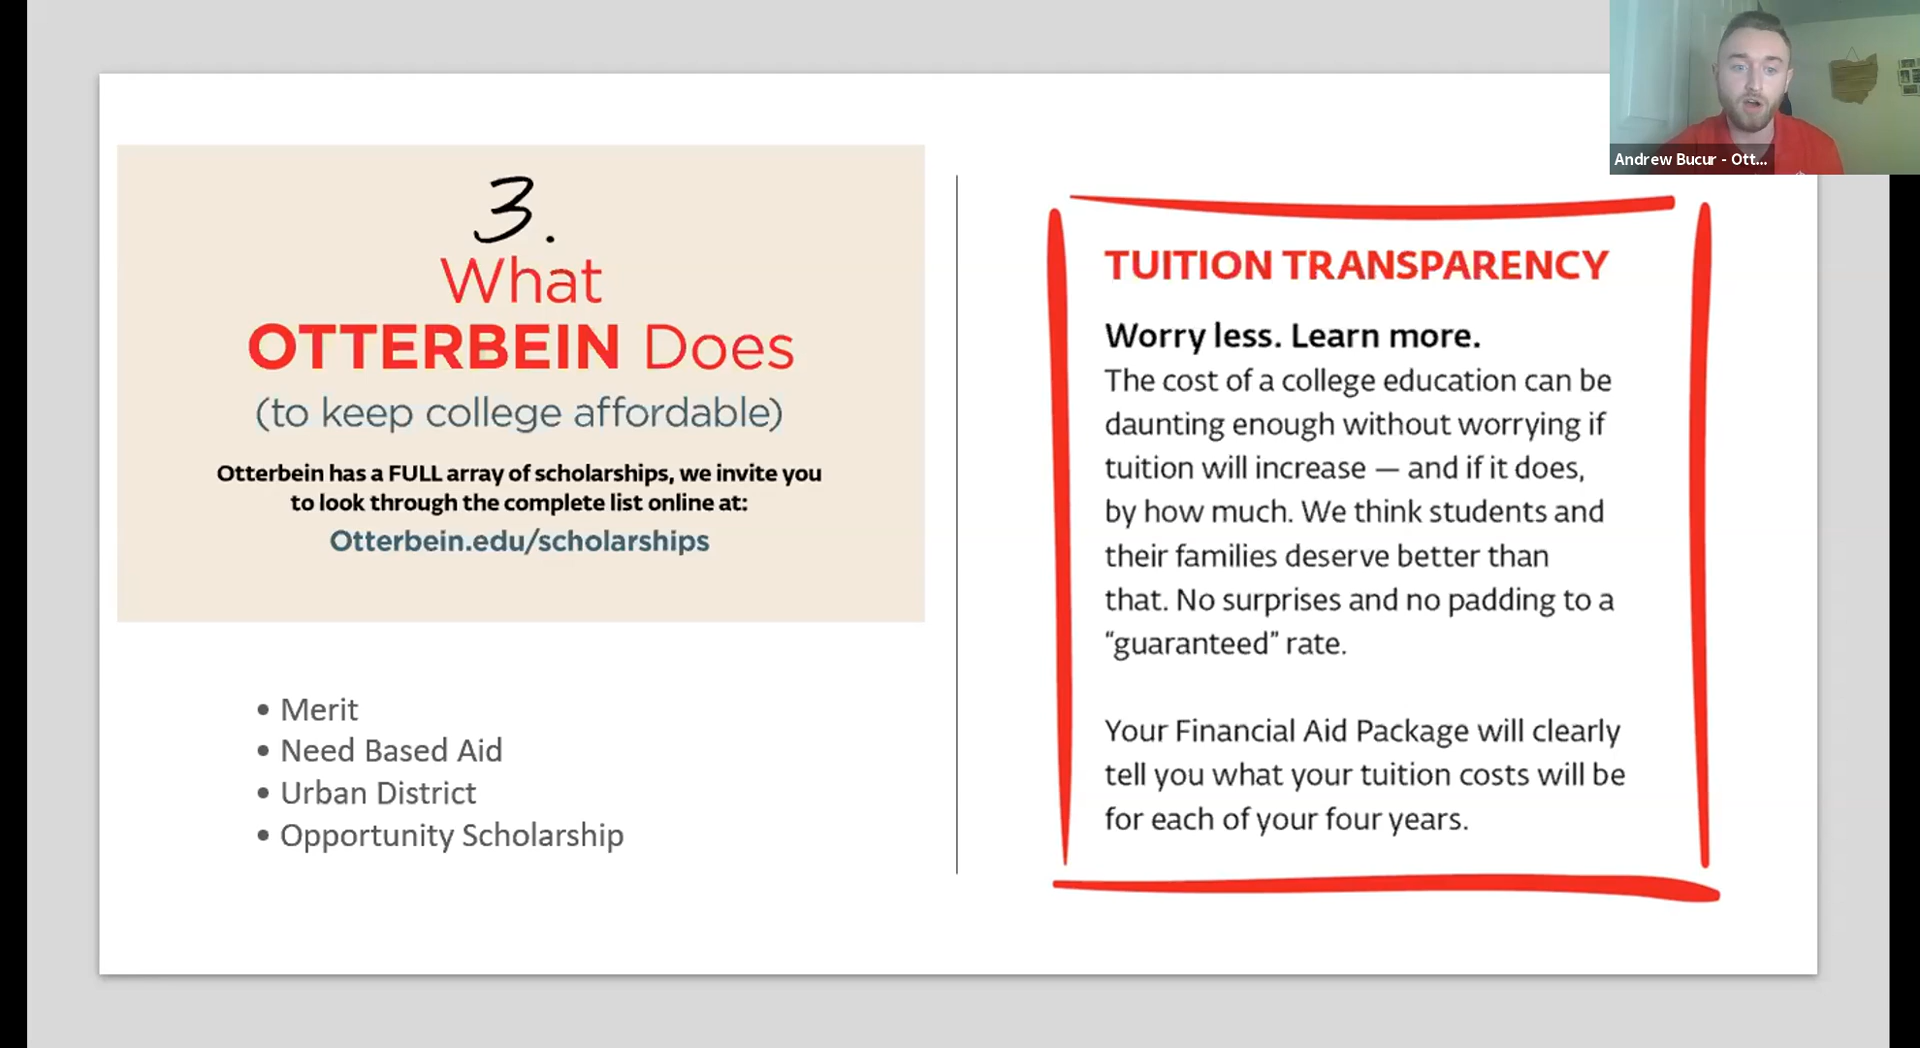 3.
What
OTTERBEIN Does
(to keep college affordable)
Otterbein has a FULL array of scholarships, we invite you
to look through the complete list online at:
Otterbein.edu/scholarships
• Merit
• Need Based Aid
• Urban District
• Opportunity Scholarship
TUITION TRANSPARENCY
Worry less. Learn more.
The cost of a college education can be
daunting enough without worrying if
tuition will increase — and if it does,
by how much. We think students and
their families deserve better than
that. No surprises and no padding to a
“guaranteed” rate.
Your Financial Aid Package will clearly
tell you what your tuition costs will be
for each of your four years.
Andrew Bucur - Ott...